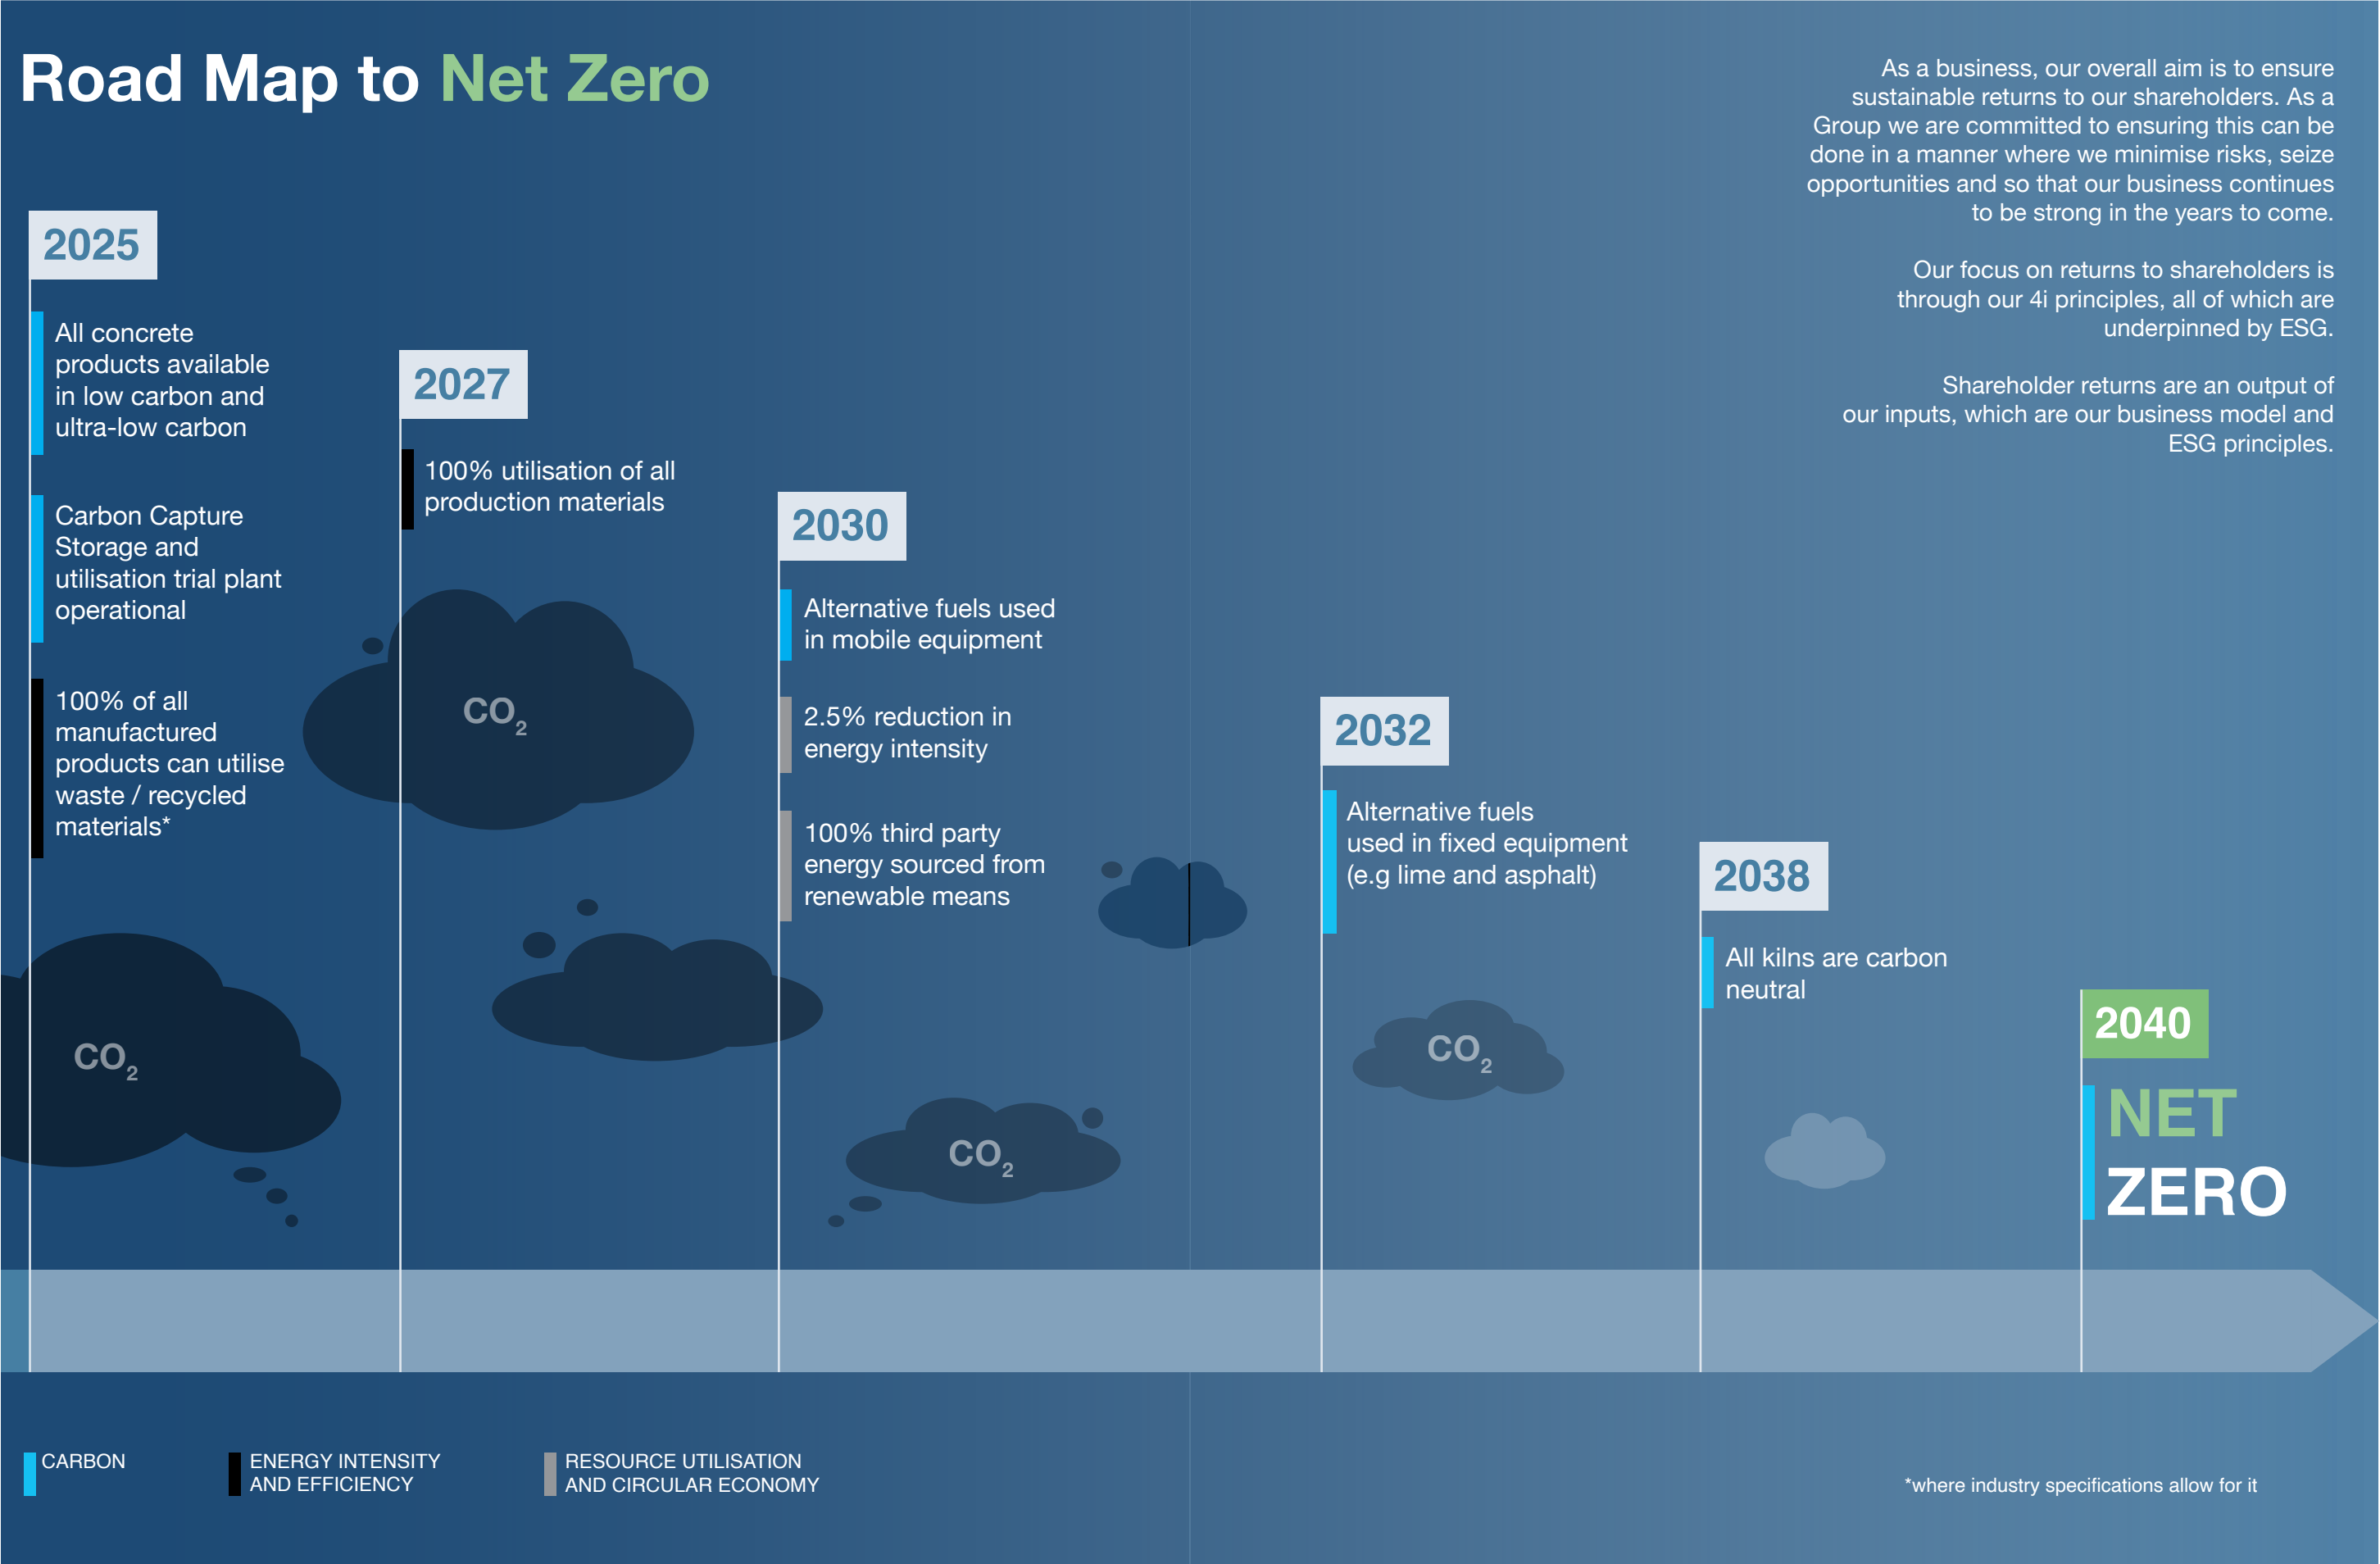 Road Map to Net Zero
As a business, our overall aim is to ensure
sustainable returns to our shareholders. As a
Group we are committed to ensuring this can be
done in a manner where we minimise risks, seize
opportunities and so that our business continues
to be strong in the years to come.
Our focus on returns to shareholders is
through our 4i principles, all of which are
underpinned by ESG.
Shareholder returns are an output of
our inputs, which are our business model and
ESG principles.
2025
All concrete
products available
in low carbon and
ultra-low carbon
Carbon Capture
Storage and
utilisation trial plant
operational
100% of all
manufactured
products can utilise
waste / recycled
materials*
CO2
2027
100% utilisation of all
production materials
CO2
2030
Alternative fuels used
in mobile equipment
2.5% reduction in
energy intensity
100% third party
energy sourced from
renewable means
CO2
2032
Alternative fuels
used in fixed equipment
(e.g lime and asphalt)
CO2
2038
All kilns are carbon
neutral
2040
NET
ZERO
CARBON
ENERGY INTENSITY
AND EFFICIENCY
RESOURCE UTILISATION
AND CIRCULAR ECONOMY
*where industry specifications allow for it